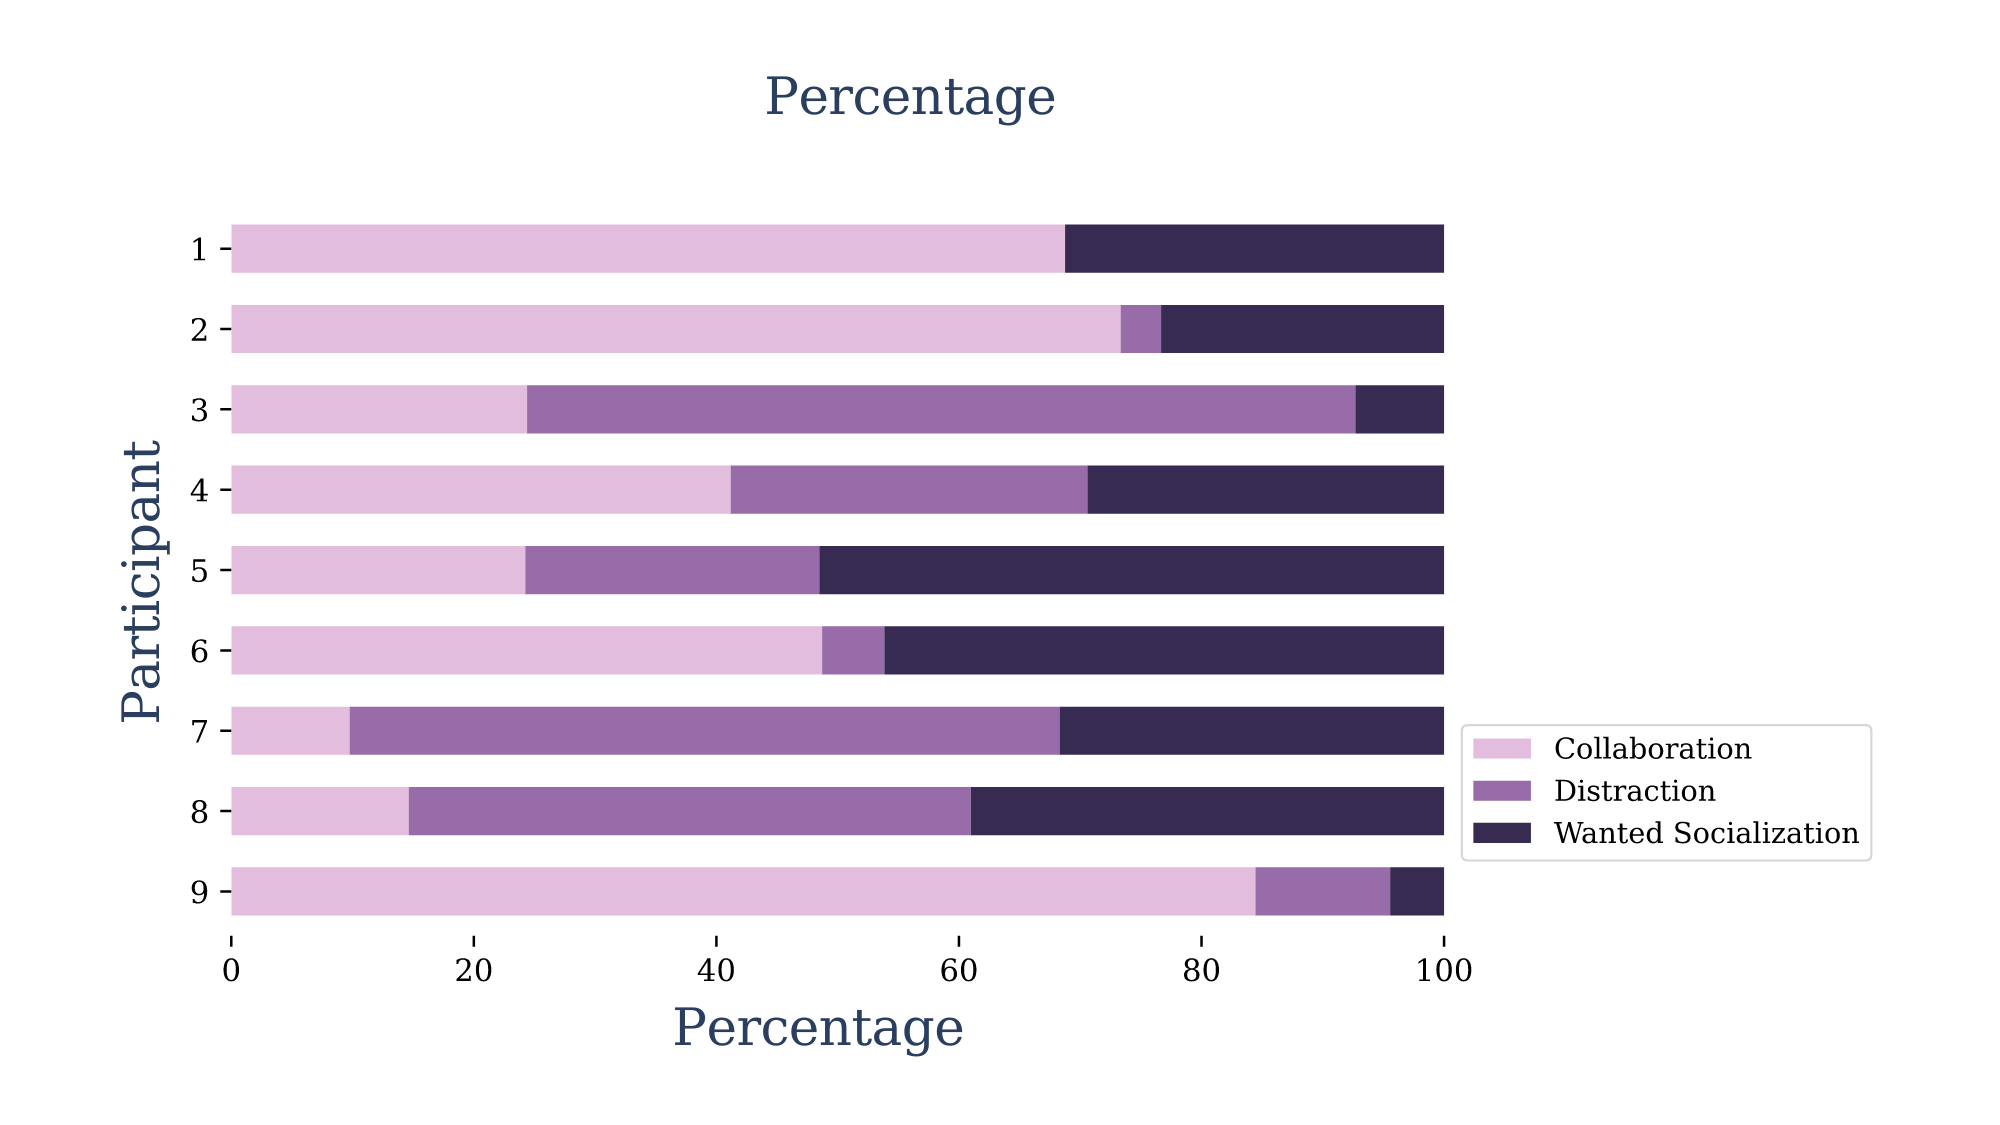 Percentage
Participant
1
2
3
4
5
6
7
8
9
0 20 40 60 80 100
Percentage
Collaboration
Distraction
Wanted Socialization